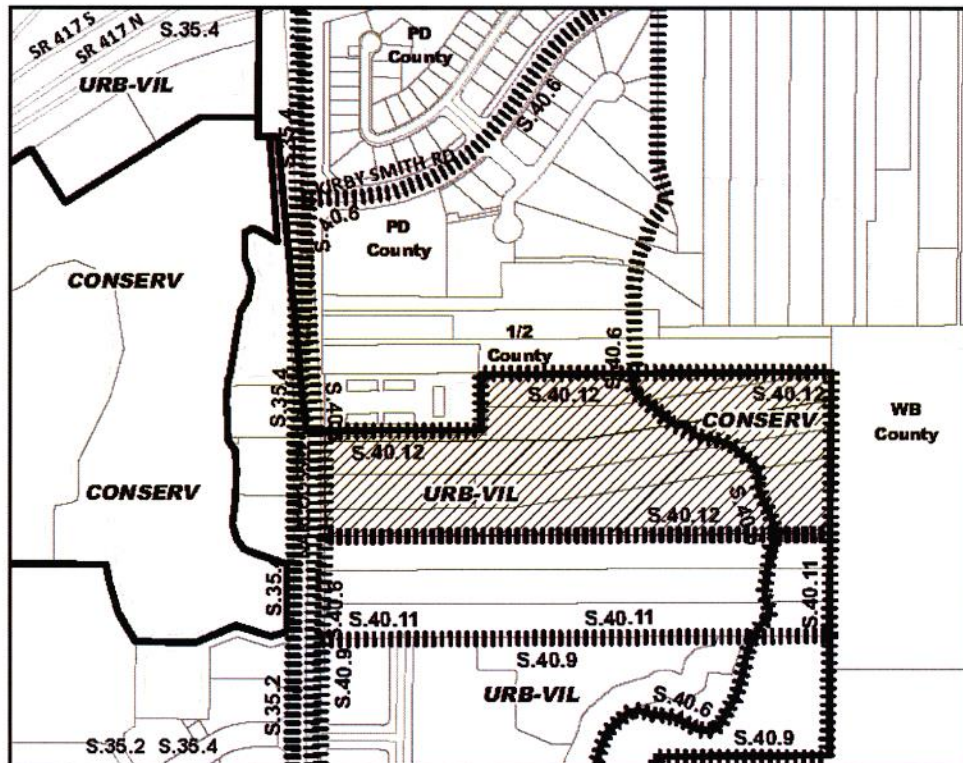 SR 417 S
SR 417 N
S.35.4
URB-VIL
PD
County
S.40.6
S.35.4
KIRBY SMITH RD
S.40.6
PD
County
CONSERV
1/2
County
S.40.6
S.35.4
S.40.12
S.40.12
CONSERV
WB
County
S.40.12
CONSERV
URB-VIL
S.40.12
S.40.11
S.40.6
S.40.11
S.40.11
S.40.9
S.40.9
URB-VIL
S.35.2
S.40.6
S.35.2
S.35.4
S.40.9